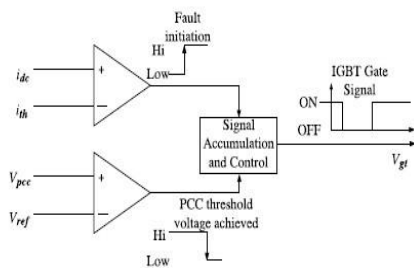 Fault
initiation
Hi
Low
i_dc
+
i_th
−
Signal
Accumulation
and Control
IGBT Gate
Signal
ON
OFF
V_gt
V_pcc
+
V_ref
−
PCC threshold
voltage achieved
Hi
Low